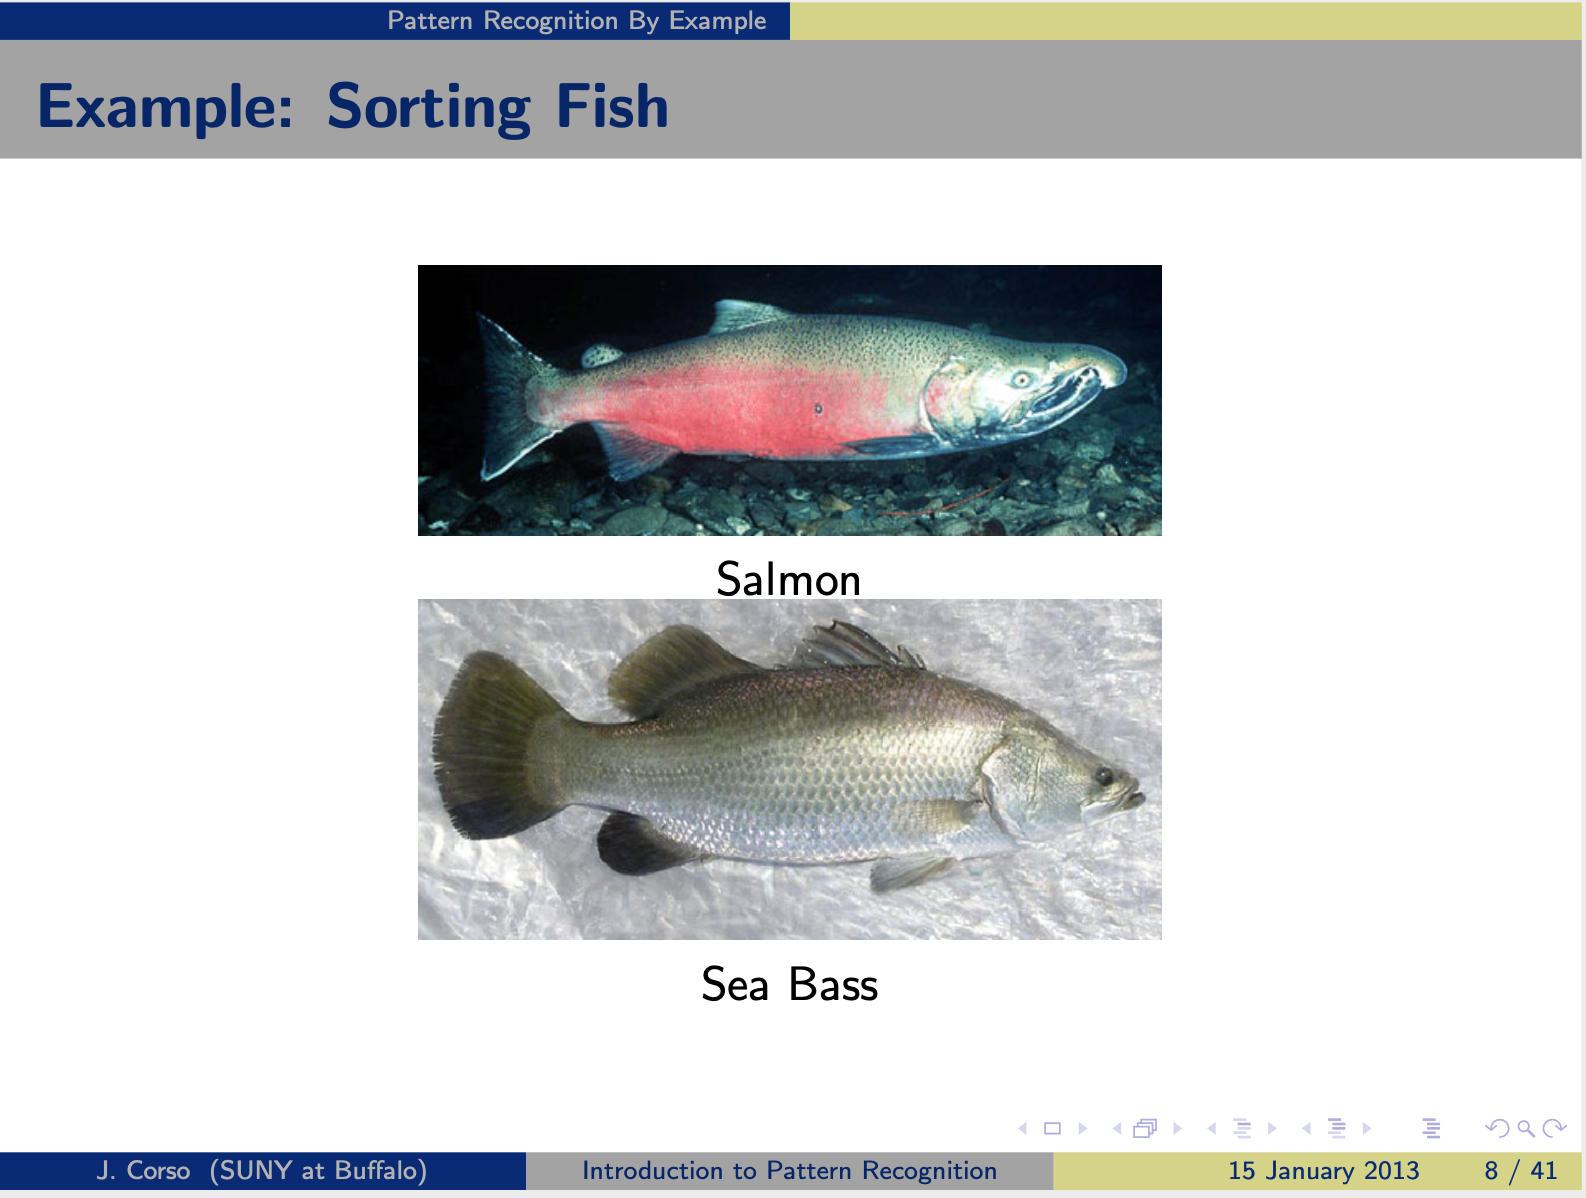 Pattern Recognition By Example
Example: Sorting Fish
Salmon
Sea Bass
J. Corso (SUNY at Buffalo)
Introduction to Pattern Recognition
15 January 2013
8 / 41